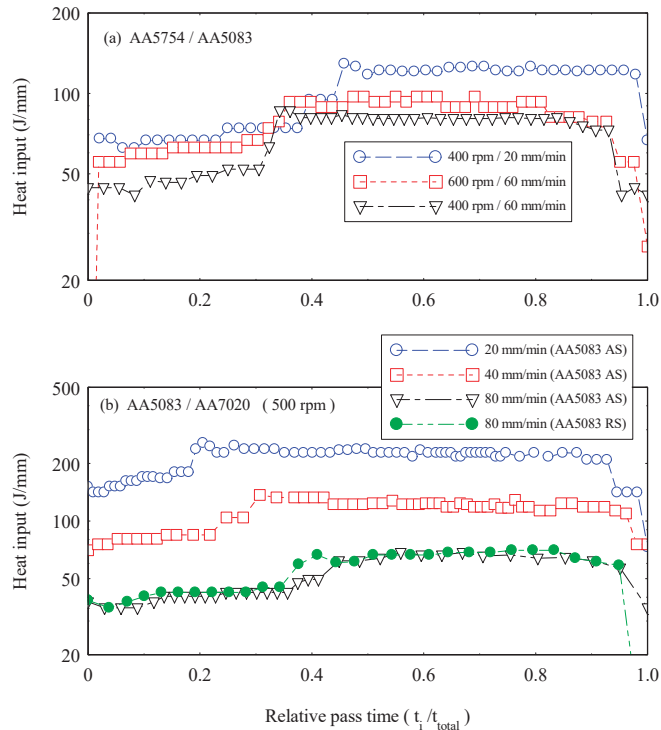 200
(a) AA5754 / AA5083
100
Heat input (J/mm)
400 rpm / 20 mm/min
600 rpm / 60 mm/min
400 rpm / 60 mm/min
50
20
0 0.2 0.4 0.6 0.8 1.0
20 mm/min (AA5083 AS)
40 mm/min (AA5083 AS)
80 mm/min (AA5083 AS)
80 mm/min (AA5083 RS)
500
(b) AA5083 / AA7020 ( 500 rpm )
200
Heat input (J/mm)
100
50
20
0 0.2 0.4 0.6 0.8 1.0
Relative pass time ( t_i /t_total )